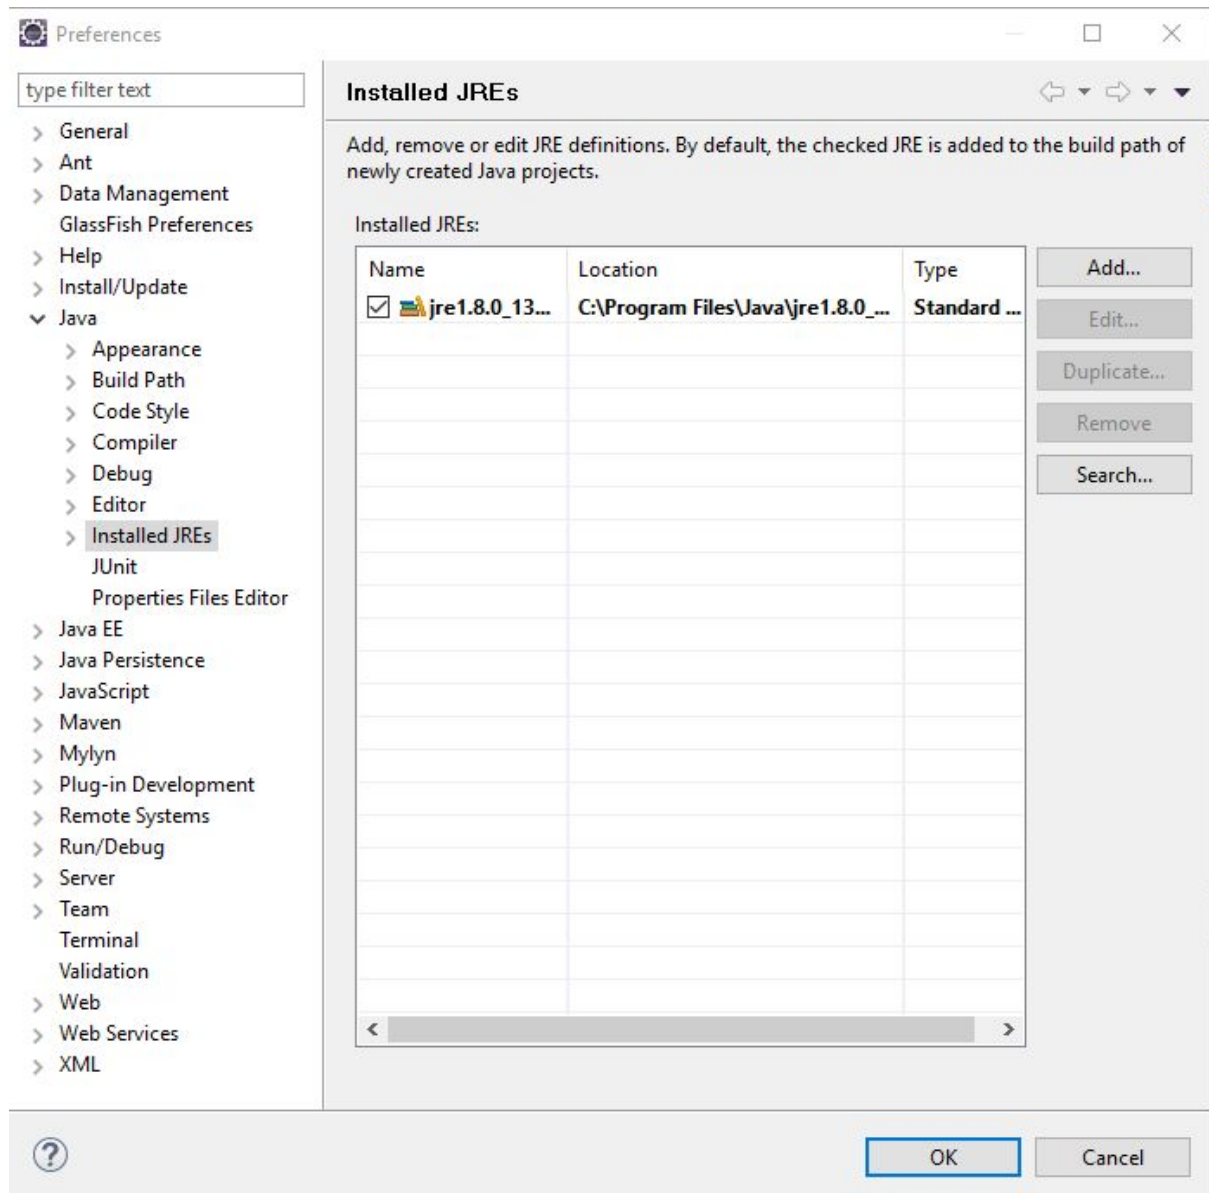 Preferences
type filter text
General
Ant
Data Management
GlassFish Preferences
Help
Install/Update
Java
Appearance
Build Path
Code Style
Compiler
Debug
Editor
Installed JREs
JUnit
Properties Files Editor
Java EE
Java Persistence
JavaScript
Maven
Mylyn
Plug-in Development
Remote Systems
Run/Debug
Server
Team
Terminal
Validation
Web
Web Services
XML
Installed JREs
Add, remove or edit JRE definitions. By default, the checked JRE is added to the build path of
newly created Java projects.
Installed JREs:
Name Location Type
jre1.8.0_13... C:\Program Files\Java\jre1.8.0_... Standard ...
Add...
Edit...
Duplicate...
Remove
Search...
?
OK Cancel